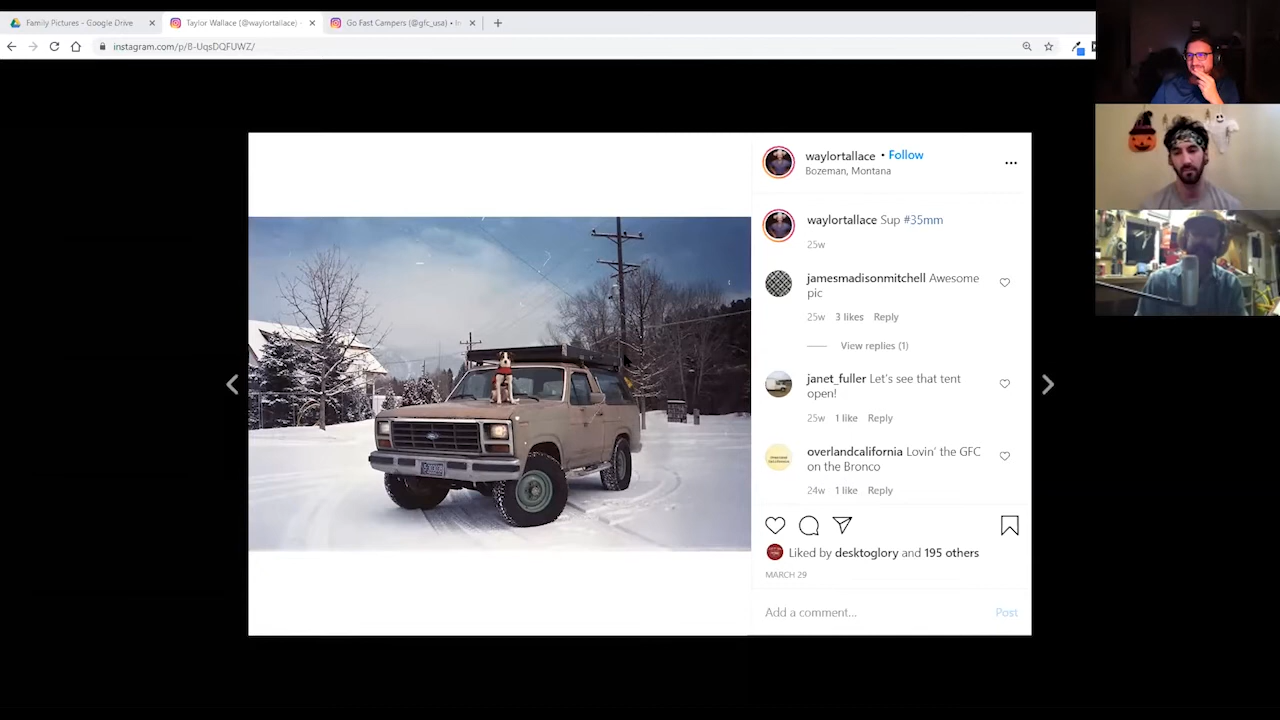 Family Pictures - Google Drive
Taylor Wallace (@waylortallace) •
Go Fast Campers (@gfc_usa) • In
instagram.com/p/8-UqsDQFUWZ/
waylortallace • Follow
Bozeman, Montana
waylortallace Sup #35mm
25w
jamesmadisonmitchell Awesome
pic
25w 3 likes Reply
View replies (1)
janet_fuller Let's see that tent
open!
25w 1 like Reply
overlandcalifornia Lovin' the GFC
on the Bronco
24w 1 like Reply
Liked by desktoglory and 195 others
MARCH 29
Add a comment... Post